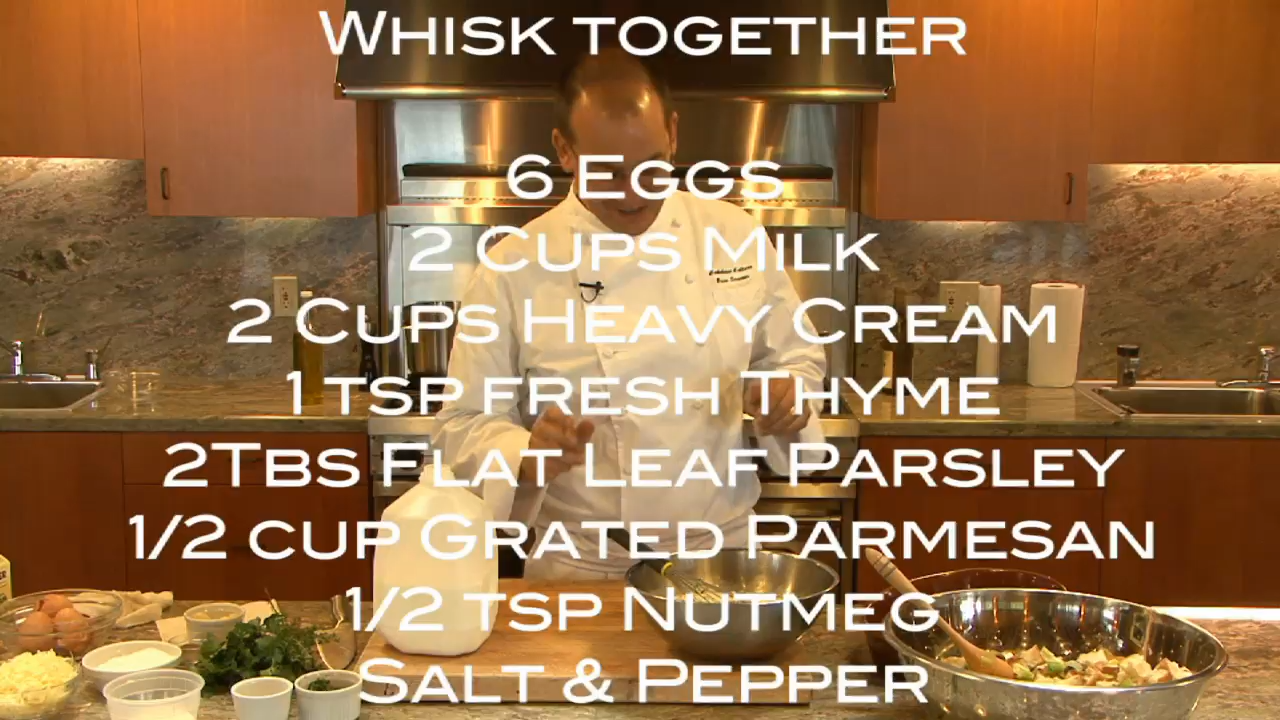 Whisk together
6 Eggs
2 Cups Milk
2 Cups Heavy Cream
1 tsp fresh Thyme
2Tbs Flat Leaf Parsley
1/2 cup Grated Parmesan
1/2 tsp Nutmeg
Salt & Pepper